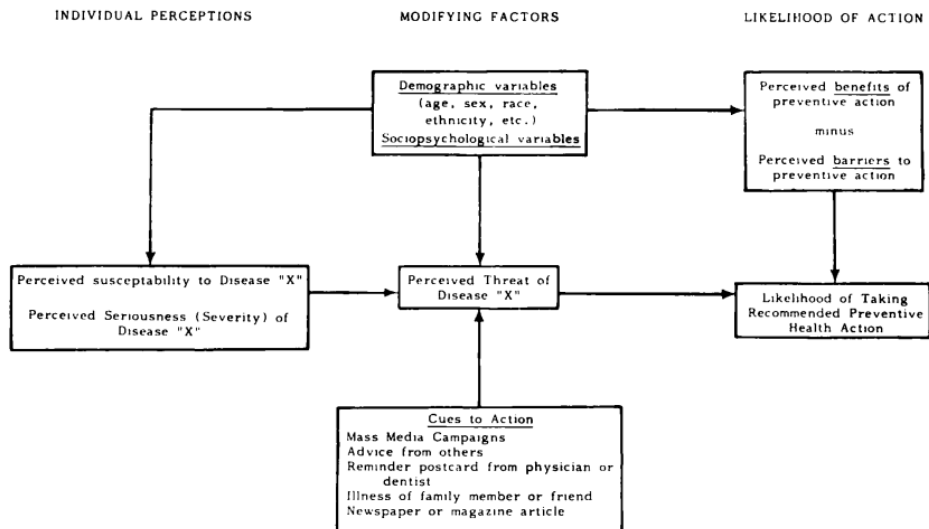 INDIVIDUAL PERCEPTIONS
MODIFYING FACTORS
LIKELIHOOD OF ACTION
Demographic variables
(age, sex, race,
ethnicity, etc.)
Sociopsychological variables
Perceived benefits of
preventive action
minus
Perceived barriers to
preventive action
Perceived susceptability to Disease "X"
Perceived Seriousness (Severity) of
Disease "X"
Perceived Threat of
Disease "X"
Likelihood of Taking
Recommended Preventive
Health Action
Cues to Action
Mass Media Campaigns
Advice from others
Reminder postcard from physician or
dentist
Illness of family member or friend
Newspaper or magazine article